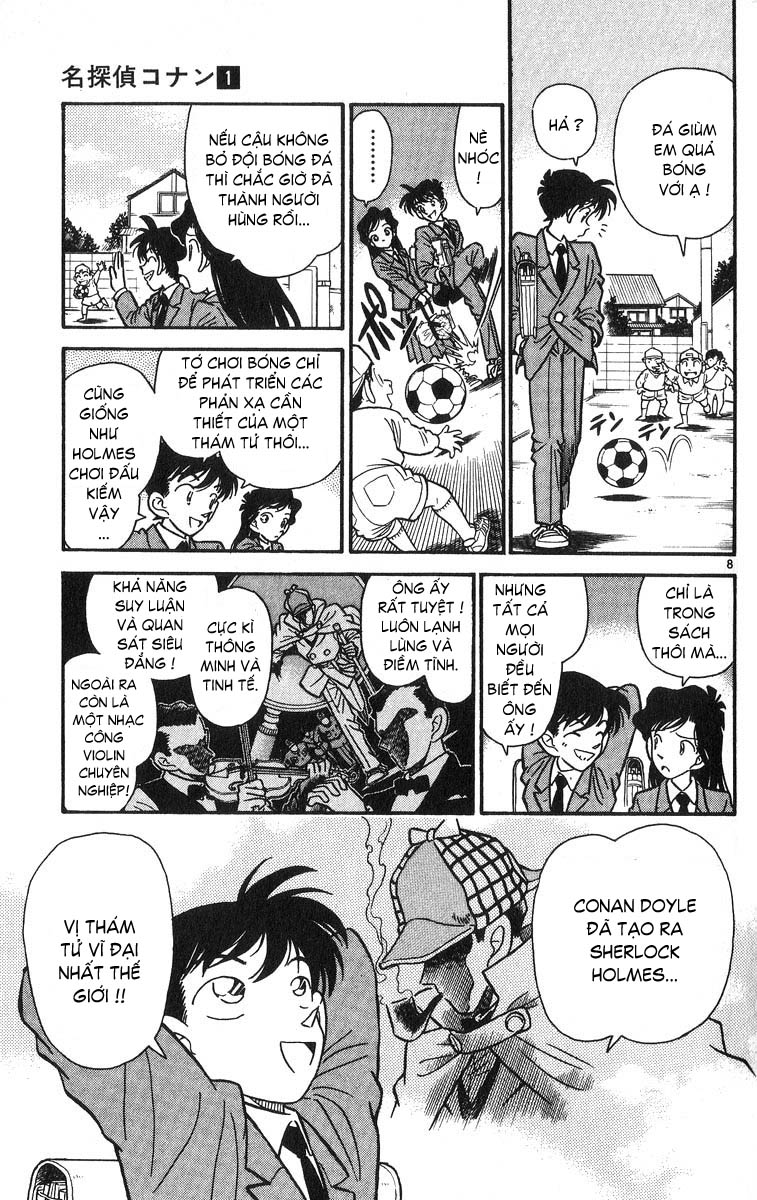 名探偵コナン1
ĐÁ GIÙM
EM QUẢ
BÓNG
VỚI Ạ !
HẢ ?
テン
テン
NÈ
NHÓC
!
………
ポン
NẾU CẬU KHÔNG
BỎ ĐỘI BÓNG ĐÁ
THÌ CHẮC GIỜ ĐÃ
THÀNH NGƯỜI
HÙNG RỒI...
TỚ CHƠI BÓNG CHỈ
ĐỂ PHÁT TRIỂN CÁC
PHẢN XẠ CẦN
THIẾT CỦA MỘT
THÁM TỬ THÔI...
CŨNG
GIỐNG
NHƯ
HOLMES
CHƠI ĐẤU
KIẾM
VẬY
...
8
CHỈ LÀ
TRONG
SÁCH
THÔI MÀ...
NHƯNG
TẤT CẢ
MỌI
NGƯỜI
ĐỀU
BIẾT ĐẾN
ÔNG
ẤY !
ÔNG ẤY
RẤT TUYỆT !
LUÔN LẠNH
LÙNG VÀ
ĐIỀM TĨNH.
CỰC KÌ
THÔNG
MINH VÀ
TINH TẾ.
KHẢ NĂNG
SUY LUẬN
VÀ QUAN
SÁT SIÊU
ĐẲNG !
NGOÀI RA
CÒN LÀ
MỘT NHẠC
CÔNG
VIOLIN
CHUYÊN
NGHIỆP!
CONAN DOYLE
ĐÃ TẠO RA
SHERLOCK
HOLMES...
VỊ THÁM
TỬ VĨ ĐẠI
NHẤT THẾ
GIỚI !!